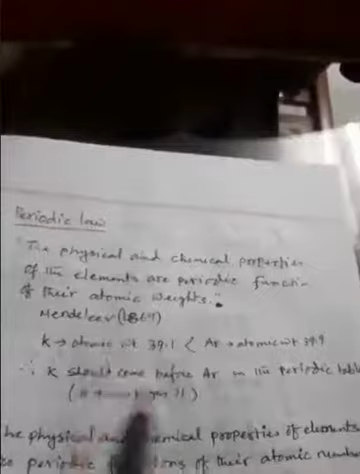 Periodic law
"The physical and chemical properties
of the elements are periodic function
of their atomic weights."
Mendeleev (1869)
K → atomic wt 39.1 < Ar → atomic wt 39.9
∴ K should come before Ar in the periodic table
he physical and chemical properties of elements
periodic of their atomic number